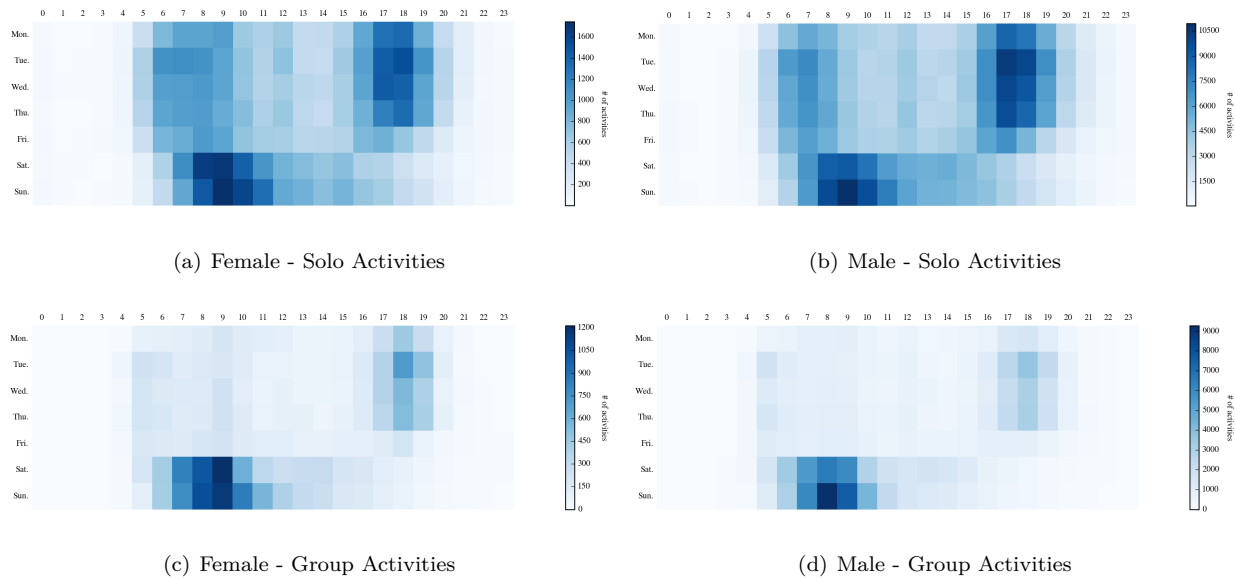 0 1 2 3 4 5 6 7 8 9 10 11 12 13 14 15 16 17 18 19 20 21 22 23
Mon.
Tue.
Wed.
Thu.
Fri.
Sat.
Sun.
1600
1400
1200
1000
800
600
400
200
# of activities
(a) Female - Solo Activities
0 1 2 3 4 5 6 7 8 9 10 11 12 13 14 15 16 17 18 19 20 21 22 23
Mon.
Tue.
Wed.
Thu.
Fri.
Sat.
Sun.
10500
9000
7500
6000
4500
3000
1500
# of activities
(b) Male - Solo Activities
0 1 2 3 4 5 6 7 8 9 10 11 12 13 14 15 16 17 18 19 20 21 22 23
Mon.
Tue.
Wed.
Thu.
Fri.
Sat.
Sun.
1200
1050
900
750
600
450
300
150
0
# of activities
(c) Female - Group Activities
0 1 2 3 4 5 6 7 8 9 10 11 12 13 14 15 16 17 18 19 20 21 22 23
Mon.
Tue.
Wed.
Thu.
Fri.
Sat.
Sun.
9000
8000
7000
6000
5000
4000
3000
2000
1000
0
# of activities
(d) Male - Group Activities